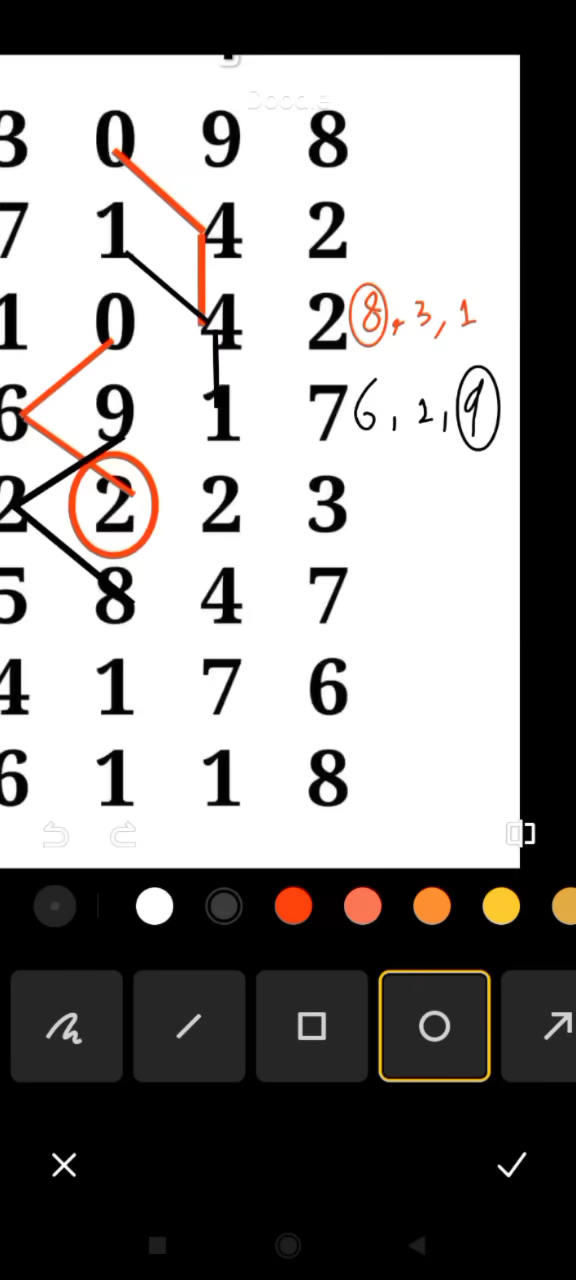 Doodle
3 0 9 8
7 1 4 2
1 0 4 2 8, 3, 1
6 9 1 7 6, 2, 9
2 2 2 3
5 8 4 7
4 1 7 6
6 1 1 8